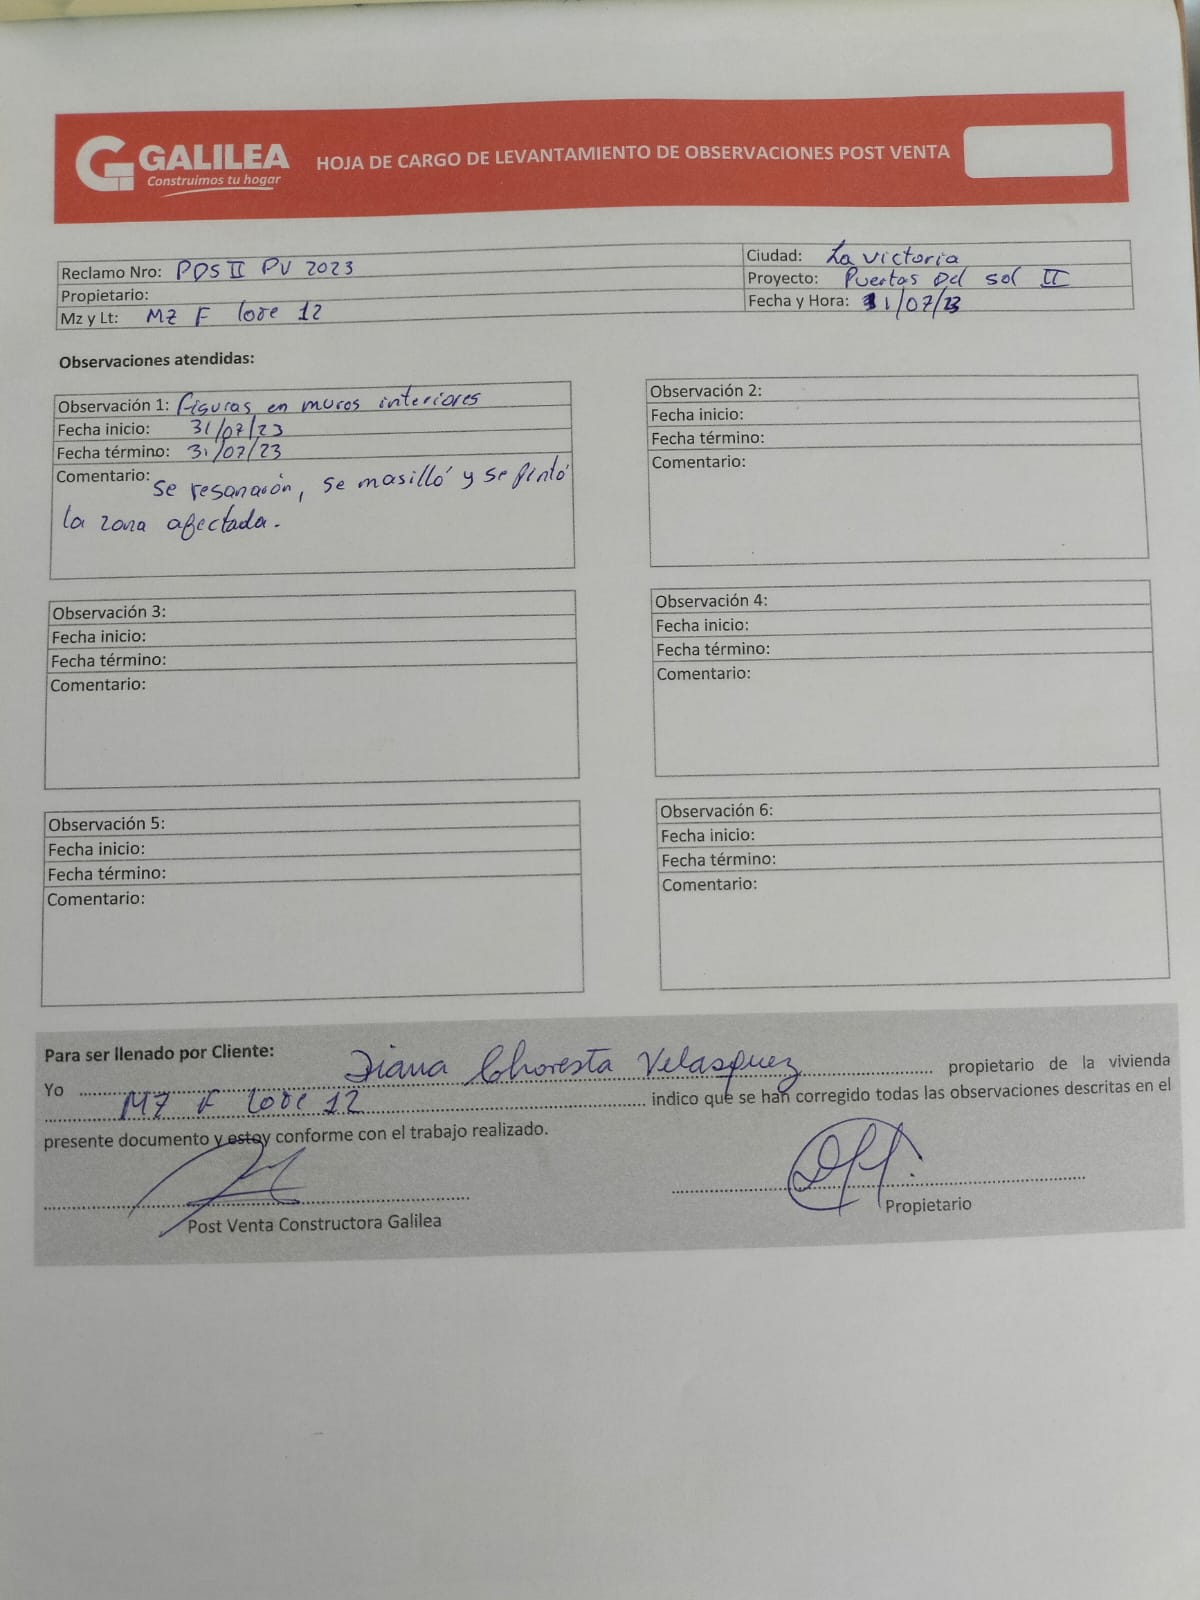 GALILEA
Construimos tu hogar
HOJA DE CARGO DE LEVANTAMIENTO DE OBSERVACIONES POST VENTA
Reclamo Nro: PDS II PV 2023
Propietario:
Mz y Lt: MZ F lote 12
Ciudad: La Victoria
Proyecto: Puertas Del Sol II
Fecha y Hora: 31/07/23
Observaciones atendidas:
Observación 1: fisuras en muros interiores
Fecha inicio: 31/07/23
Fecha término: 31/07/23
Comentario: Se resanación, se masilló y se pintó
la zona afectada.
Observación 2:
Fecha inicio:
Fecha término:
Comentario:
Observación 3:
Fecha inicio:
Fecha término:
Comentario:
Observación 4:
Fecha inicio:
Fecha término:
Comentario:
Observación 5:
Fecha inicio:
Fecha término:
Comentario:
Observación 6:
Fecha inicio:
Fecha término:
Comentario:
Para ser llenado por Cliente:
Yo Diana Velasquez propietario de la vivienda
MZ F lote 12 indico que se han corregido todas las observaciones descritas en el
presente documento y estoy conforme con el trabajo realizado.
Post Venta Constructora Galilea
Propietario